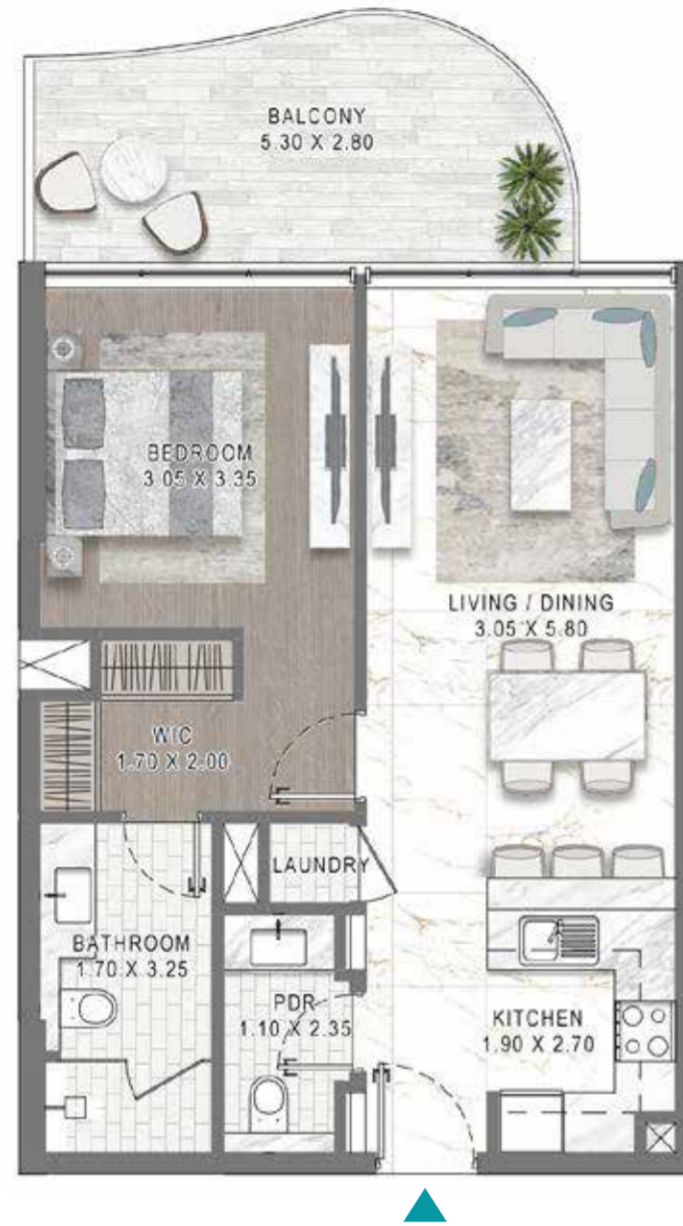 BALCONY
5.30 X 2.80
BEDROOM
3.05 X 3.35
LIVING / DINING
3.05 X 5.80
WIC
1.70 X 2.00
LAUNDRY
BATHROOM
1.70 X 3.25
PDR
1.10 X 2.35
KITCHEN
1.90 X 2.70